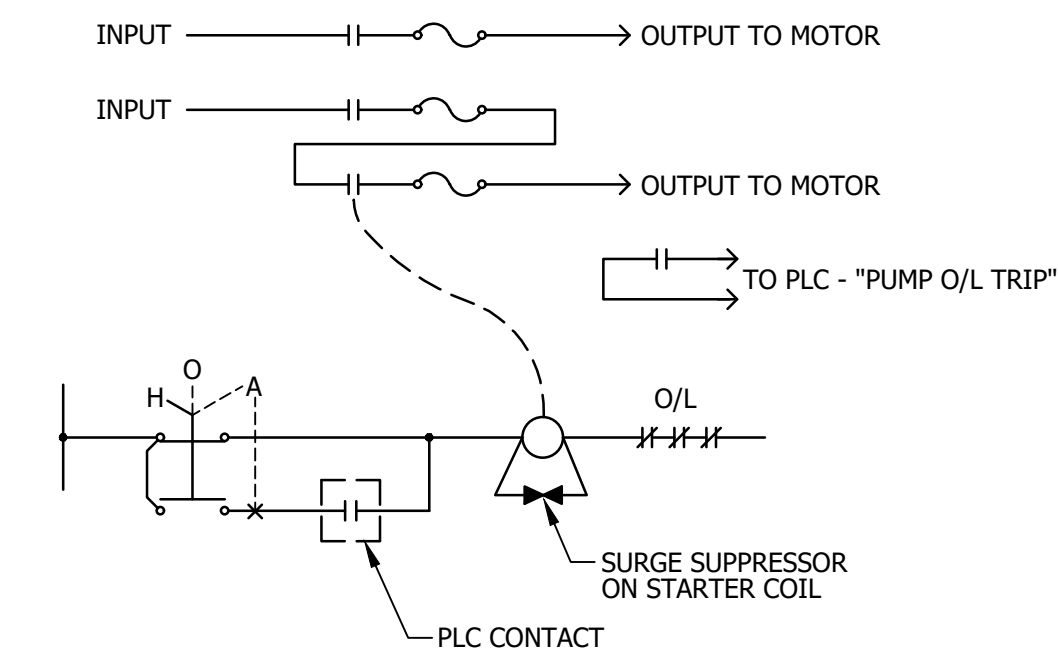 INPUT
OUTPUT TO MOTOR
INPUT
OUTPUT TO MOTOR
TO PLC - "PUMP O/L TRIP"
O
H
A
O/L
SURGE SUPPRESSOR
ON STARTER COIL
PLC CONTACT